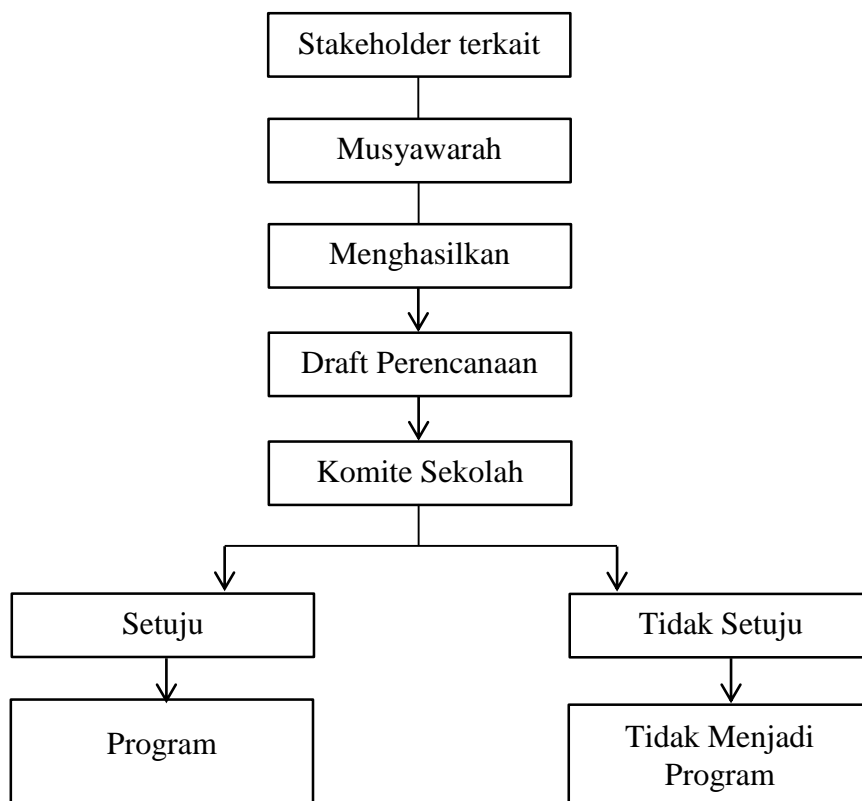 Stakeholder terkait
Musyawarah
Menghasilkan
Draft Perencanaan
Komite Sekolah
Setuju
Tidak Setuju
Program
Tidak Menjadi
Program